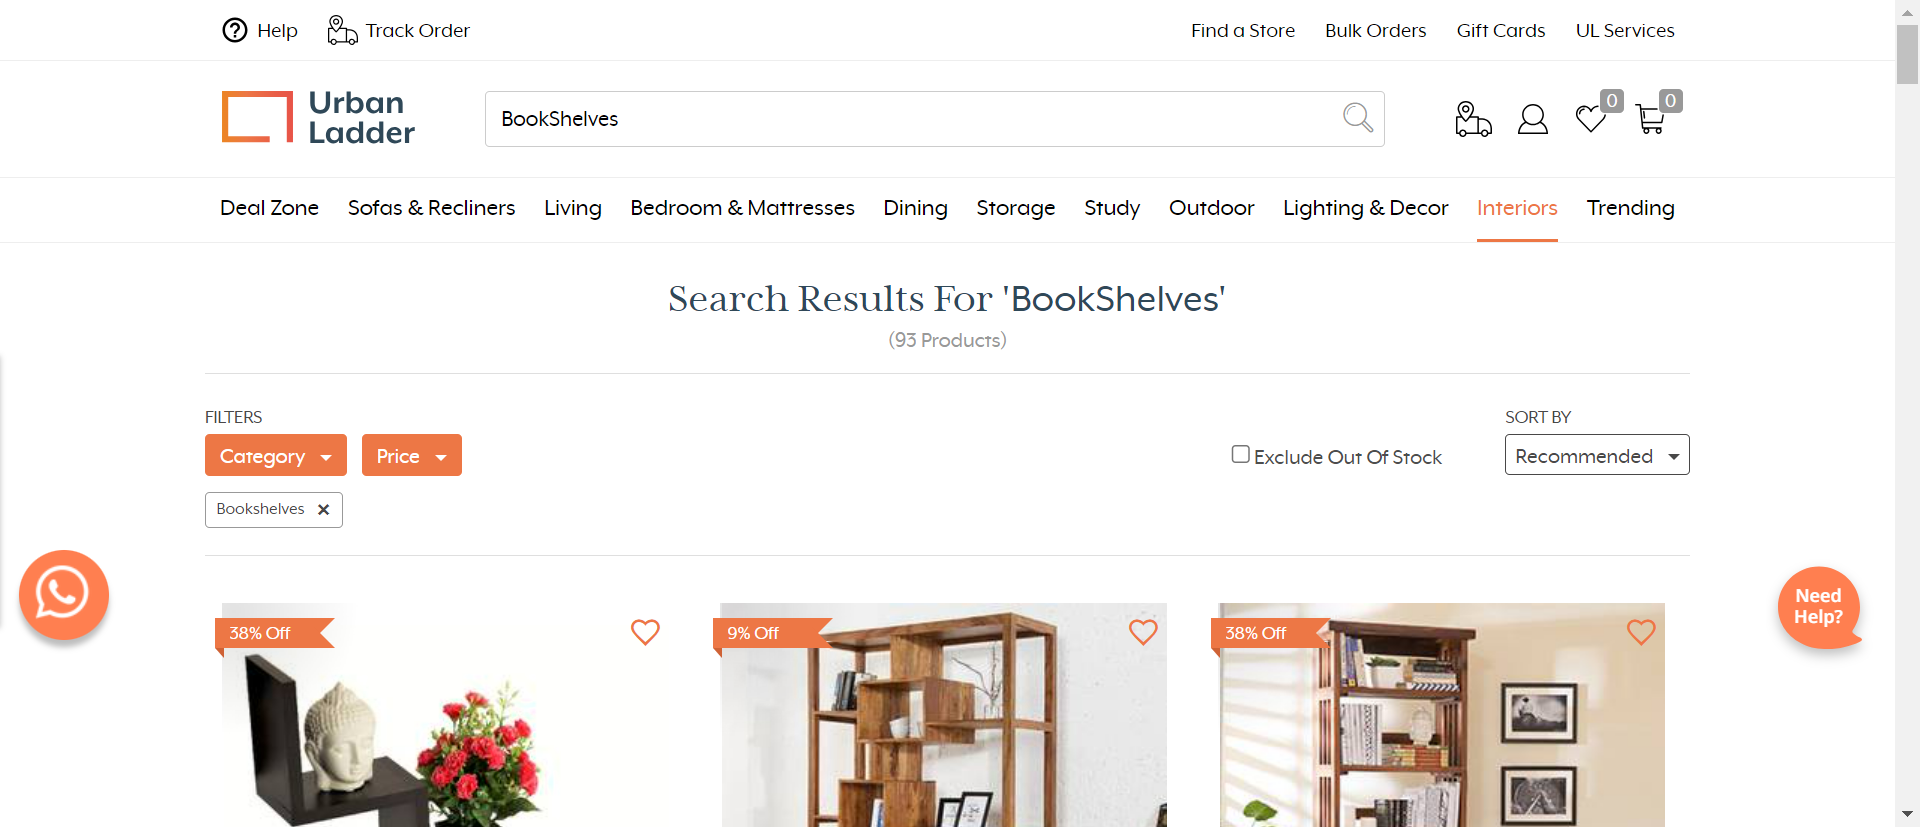 Help
Track Order
Find a Store
Bulk Orders
Gift Cards
UL Services
Urban
Ladder
BookShelves
0
0
Deal Zone
Sofas & Recliners
Living
Bedroom & Mattresses
Dining
Storage
Study
Outdoor
Lighting & Decor
Interiors
Trending
Search Results For 'BookShelves'
(93 Products)
FILTERS
SORT BY
Category
Price
Exclude Out Of Stock
Recommended
Bookshelves
38% Off
9% Off
38% Off
Need
Help?